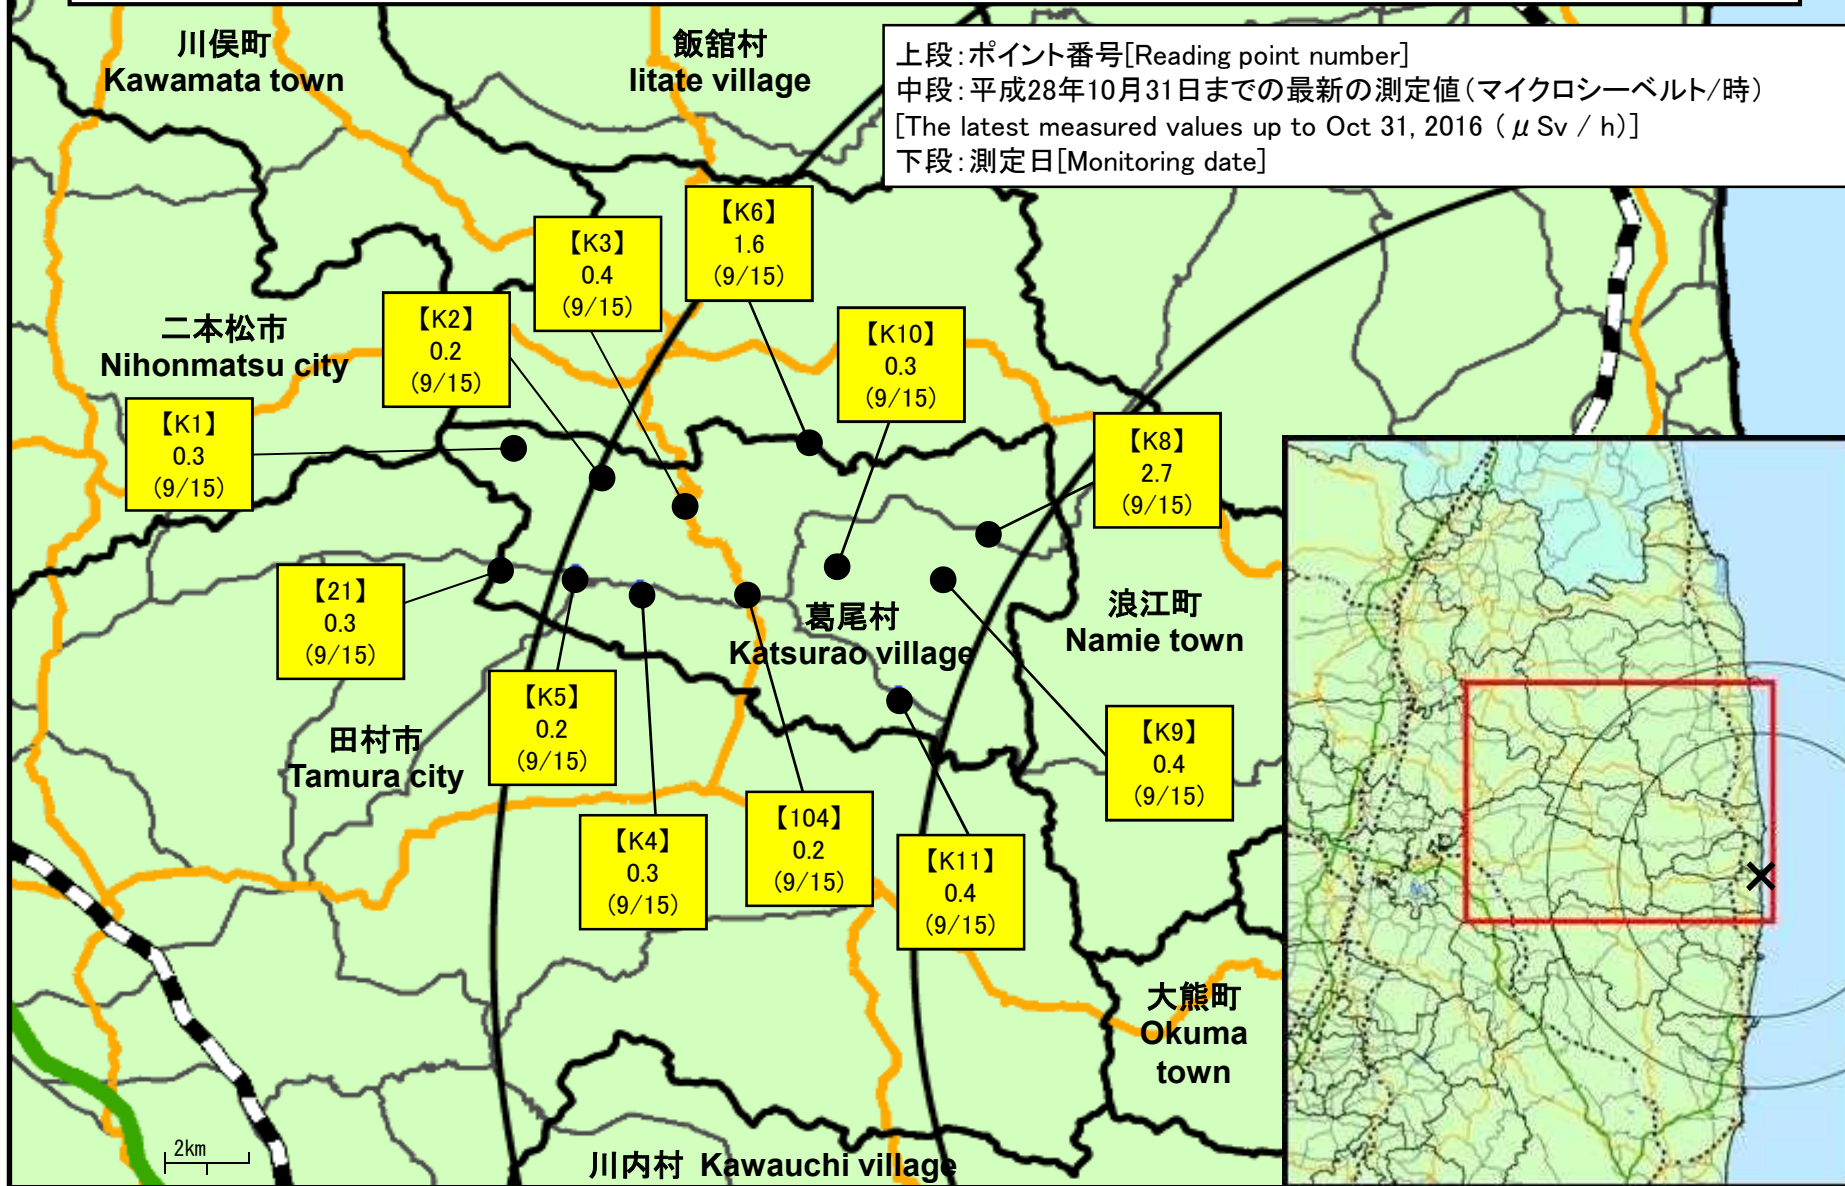 川俣町
Kawamata town
飯舘村
Iitate village
上段:ポイント番号[Reading point number]
中段:平成28年10月31日までの最新の測定値(マイクロシーベルト/時)
[The latest measured values up to Oct 31, 2016 (μSv / h)]
下段:測定日[Monitoring date]
【K6】
1.6
(9/15)
【K3】
0.4
(9/15)
【K2】
0.2
(9/15)
【K10】
0.3
(9/15)
二本松市
Nihonmatsu city
【K1】
0.3
(9/15)
【K8】
2.7
(9/15)
【21】
0.3
(9/15)
葛尾村
Katsurao village
浪江町
Namie town
【K5】
0.2
(9/15)
田村市
Tamura city
【K9】
0.4
(9/15)
【K4】
0.3
(9/15)
【104】
0.2
(9/15)
【K11】
0.4
(9/15)
大熊町
Okuma
town
2km
川内村 Kawauchi village